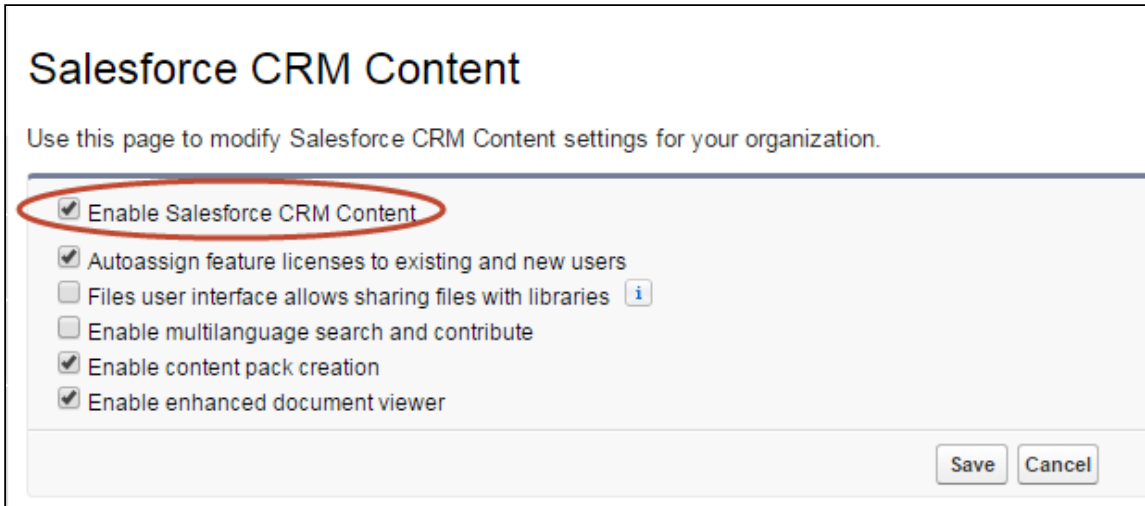 Salesforce CRM Content
Use this page to modify Salesforce CRM Content settings for your organization.
Enable Salesforce CRM Content
Autoassign feature licenses to existing and new users
Files user interface allows sharing files with libraries i
Enable multilanguage search and contribute
Enable content pack creation
Enable enhanced document viewer
Save Cancel